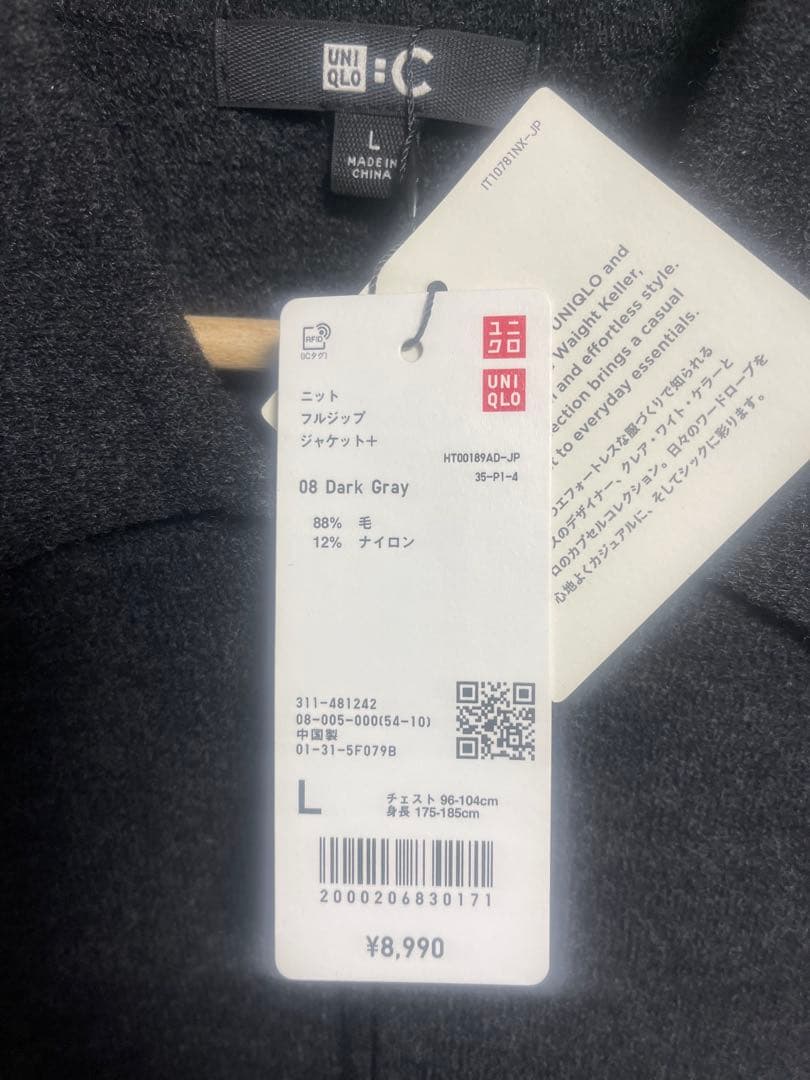 UNI
QLO :C
L
MADE IN
CHINA
IT10781NX-JP
UNIQLO and
Waight Keller,
and effortless style.
ection brings a casual
t to everyday essentials.
エフォートレスな服づくりで知られる
のデザイナー、クレア・ワイト・ケラーと
のカプセルコレクション。日々のワードローブを
心地よくカジュアルに、そしてシックに彩ります。
RFID
(ICタグ)
ユニ
クロ
UNI
QLO
ニット
フルジップ
ジャケット+
HT00189AD-JP
35-P1-4
08 Dark Gray
88% 毛
12% ナイロン
311-481242
08-005-000(54-10)
中国製
01-31-5F079B
L
チェスト 96-104cm
身長 175-185cm
2000206830171
¥8,990